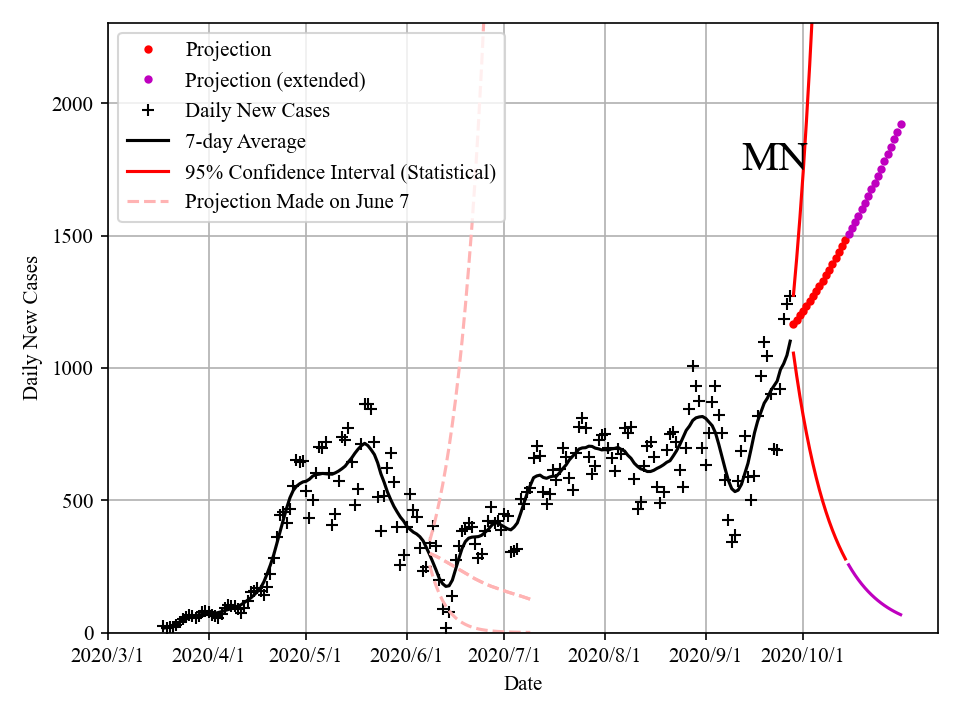 Projection
Projection (extended)
Daily New Cases
7-day Average
95% Confidence Interval (Statistical)
Projection Made on June 7
MN
2000
1500
1000
500
0
Daily New Cases
2020/3/1 2020/4/1 2020/5/1 2020/6/1 2020/7/1 2020/8/1 2020/9/1 2020/10/1
Date